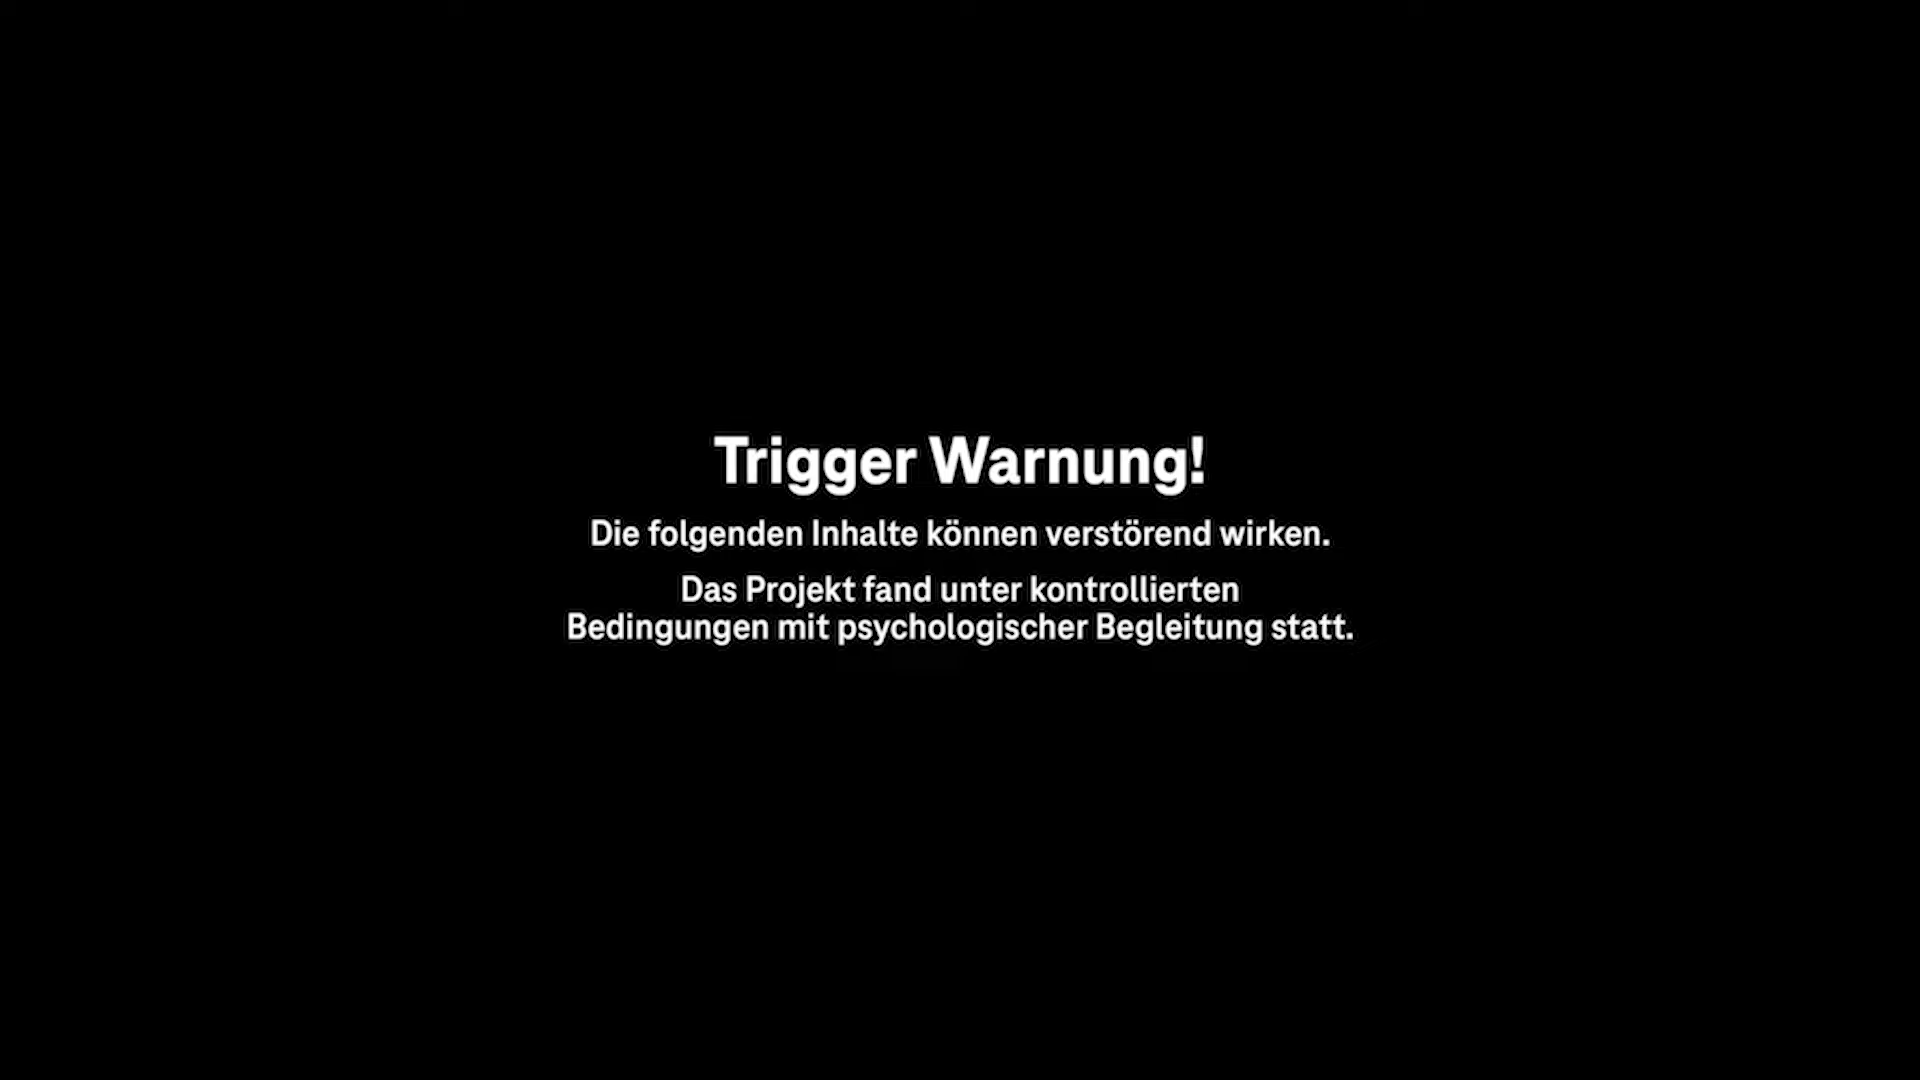 Trigger Warnung!
Die folgenden Inhalte können verstörend wirken.
Das Projekt fand unter kontrollierten
Bedingungen mit psychologischer Begleitung statt.